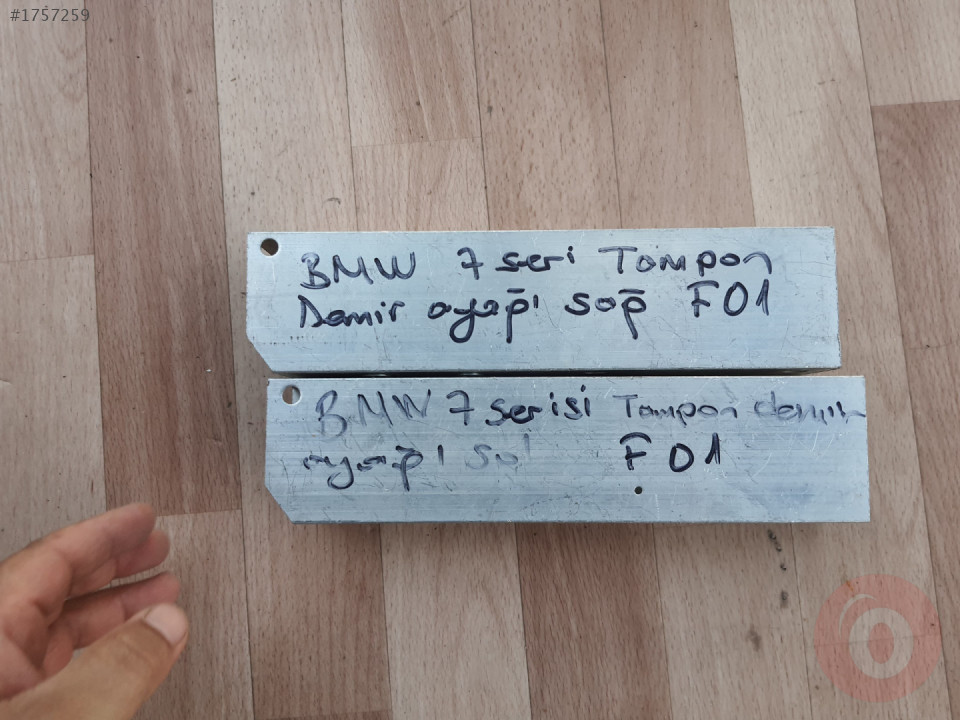 #1757259
BMW 7 seri Tampon
Demir ayağı sağ F01
BMW 7 serisi Tampon demir
ayağı sol F01